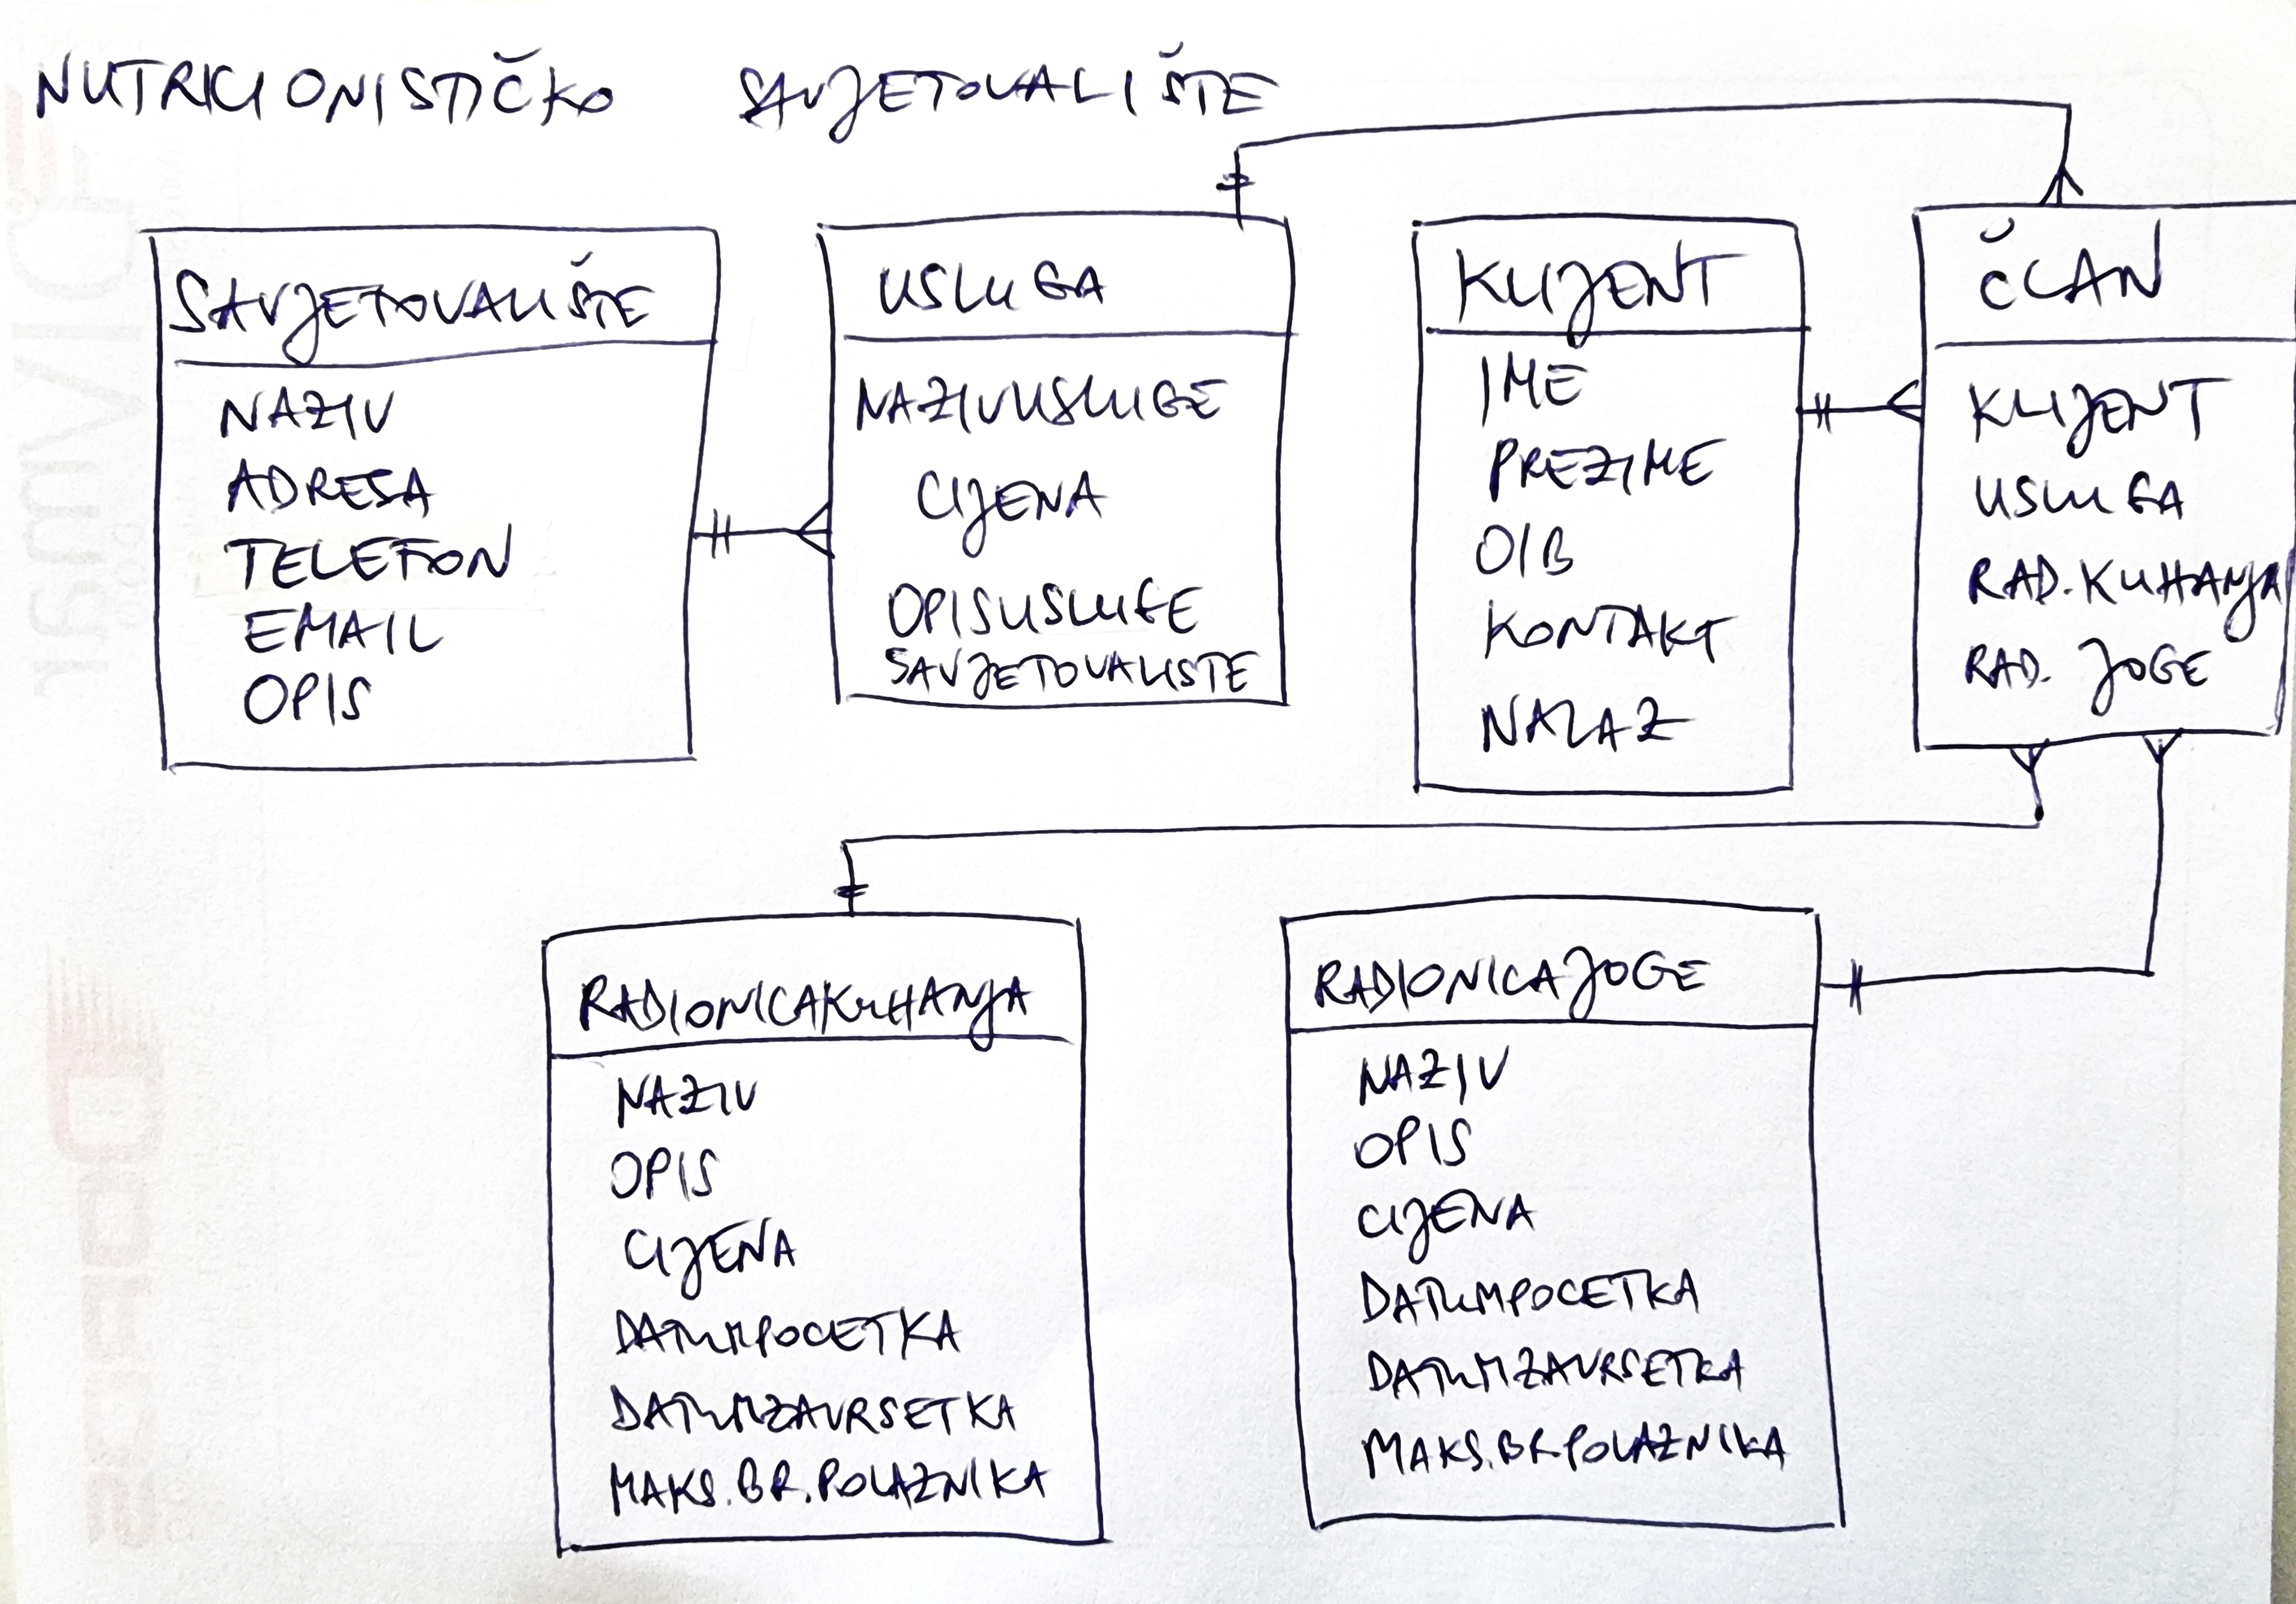 NUTRICIONISTIČKO SAVJETOVALIŠTE
SAVJETOVALIŠTE
NAZIV
ADRESA
TELEFON
EMAIL
OPIS
USLUGA
NAZIVUSLUGE
CIJENA
OPISUSLUGE
SAVJETOVALISTE
KLIJENT
IME
PREZIME
OIB
KONTAKT
NALAZ
ČLAN
KLIJENT
USLUGA
RAD. KUHANJA
RAD. JOGE
RADIONICAKUHANJA
NAZIV
OPIS
CIJENA
DATUMPOCETKA
DATUMZAVRSETKA
MAKS. BR. POLAZNIKA
RADIONICAJOGE
NAZIV
OPIS
CIJENA
DATUMPOCETKA
DATUMZAVRSETKA
MAKS. BR. POLAZNIKA